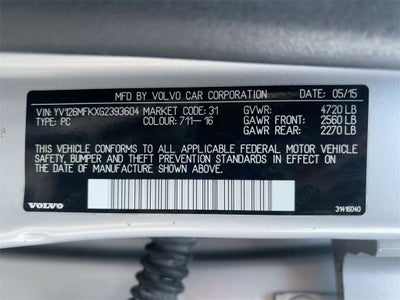 MFD BY VOLVO CAR CORPORATION DATE: 05/15
VIN: YV126MFKXG2393604 MARKET CODE: 31 GVWR: 4720 LB
TYPE: PC COLOUR: 711-16 GAWR FRONT: 2560 LB
GAWR REAR: 2270 LB
THIS VEHICLE CONFORMS TO ALL APPLICABLE FEDERAL MOTOR VEHICLE
SAFETY, BUMPER AND THEFT PREVENTION STANDARDS IN EFFECT ON
THE DATE OF MANUFACTURE SHOWN ABOVE.
VOLVO 31416040